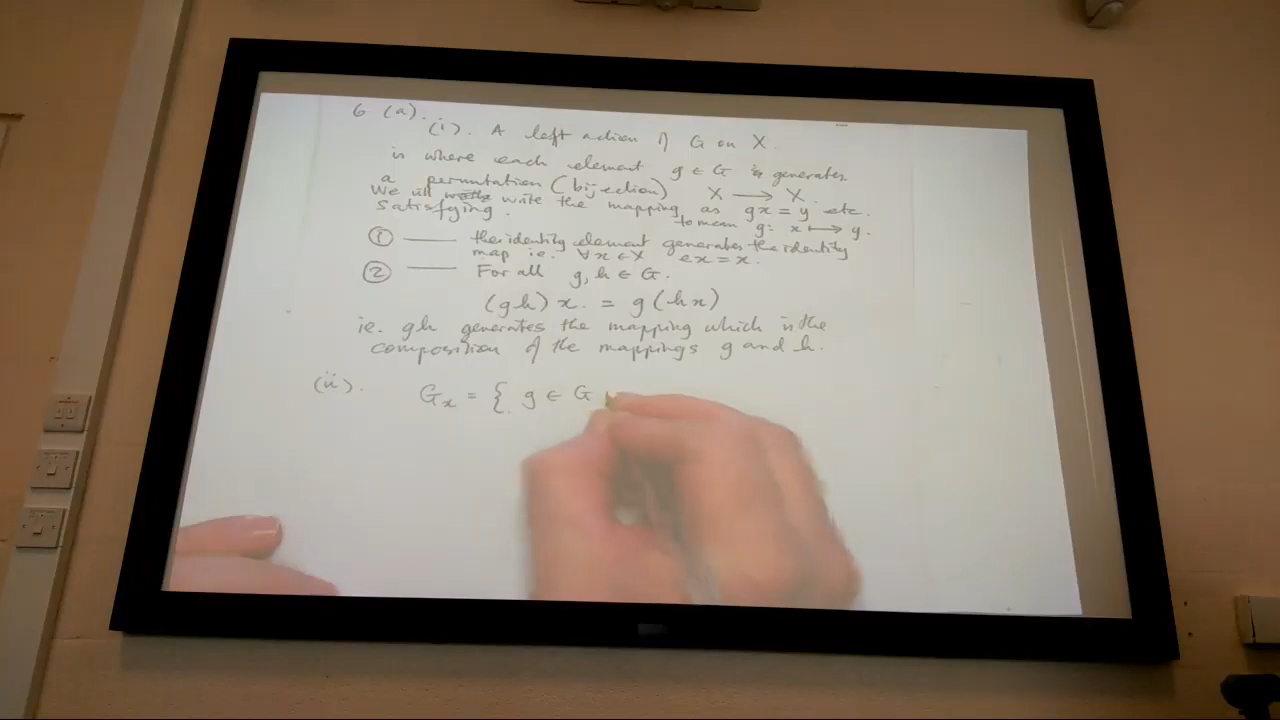 6 (a).
(i). A left action of G on X.
is where each element g ∈ G is generates
a permutation (bijection) X ⟶ X.
We will write the mapping as gx = y etc.
satisfying. to mean g: x ⟼ y.
① —— the identity element generates the identity
map ie. ∀x ∈ X ex = x.
② —— For all g, h ∈ G.
(gh) x. = g(hx)
ie. gh generates the mapping which is the
composition of the mappings g and h.
(ii). G_x = { g ∈ G